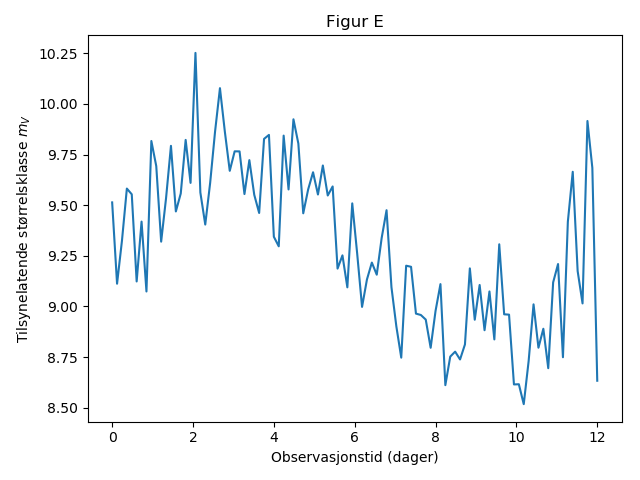 Figur E
Tilsynelatende størrelsklasse $m_V$
10.25
10.00
9.75
9.50
9.25
9.00
8.75
8.50
0 2 4 6 8 10 12
Observasjonstid (dager)